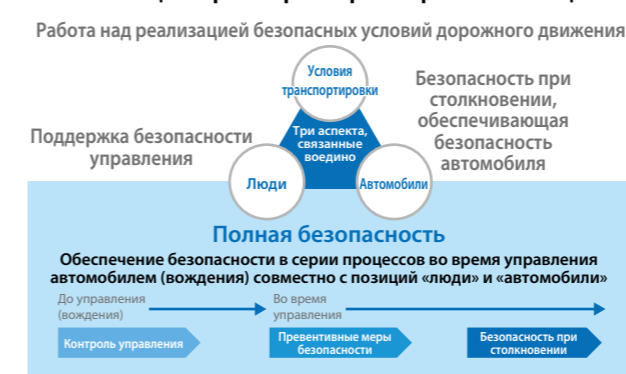 Работа над реализацией безопасных условий дорожного движения
Условия
транспортировки
Безопасность при
столкновении,
обеспечивающая
безопасность
автомобиля
Три аспекта,
связанные
воедино
Поддержка безопасности
управления
Люди
Автомобили
Полная безопасность
Обеспечение безопасности в серии процессов во время управления
автомобилем (вождения) совместно с позиций «люди» и «автомобили»
До управления
(вождения)
Во время
управления
Контроль управления
Превентивные меры
безопасности
Безопасность при
столкновении